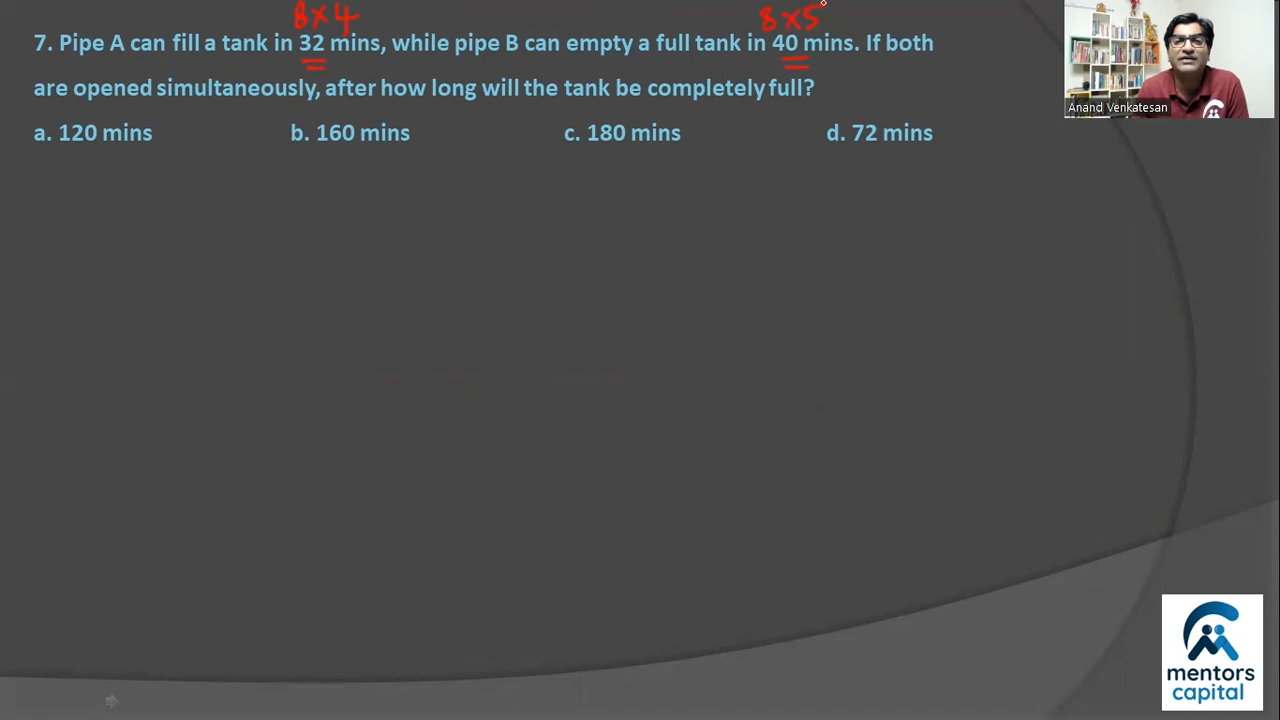 8×4
8×5
7. Pipe A can fill a tank in 32 mins, while pipe B can empty a full tank in 40 mins. If both
are opened simultaneously, after how long will the tank be completely full?
a. 120 mins b. 160 mins c. 180 mins d. 72 mins
Anand Venkatesan
mentors
capital